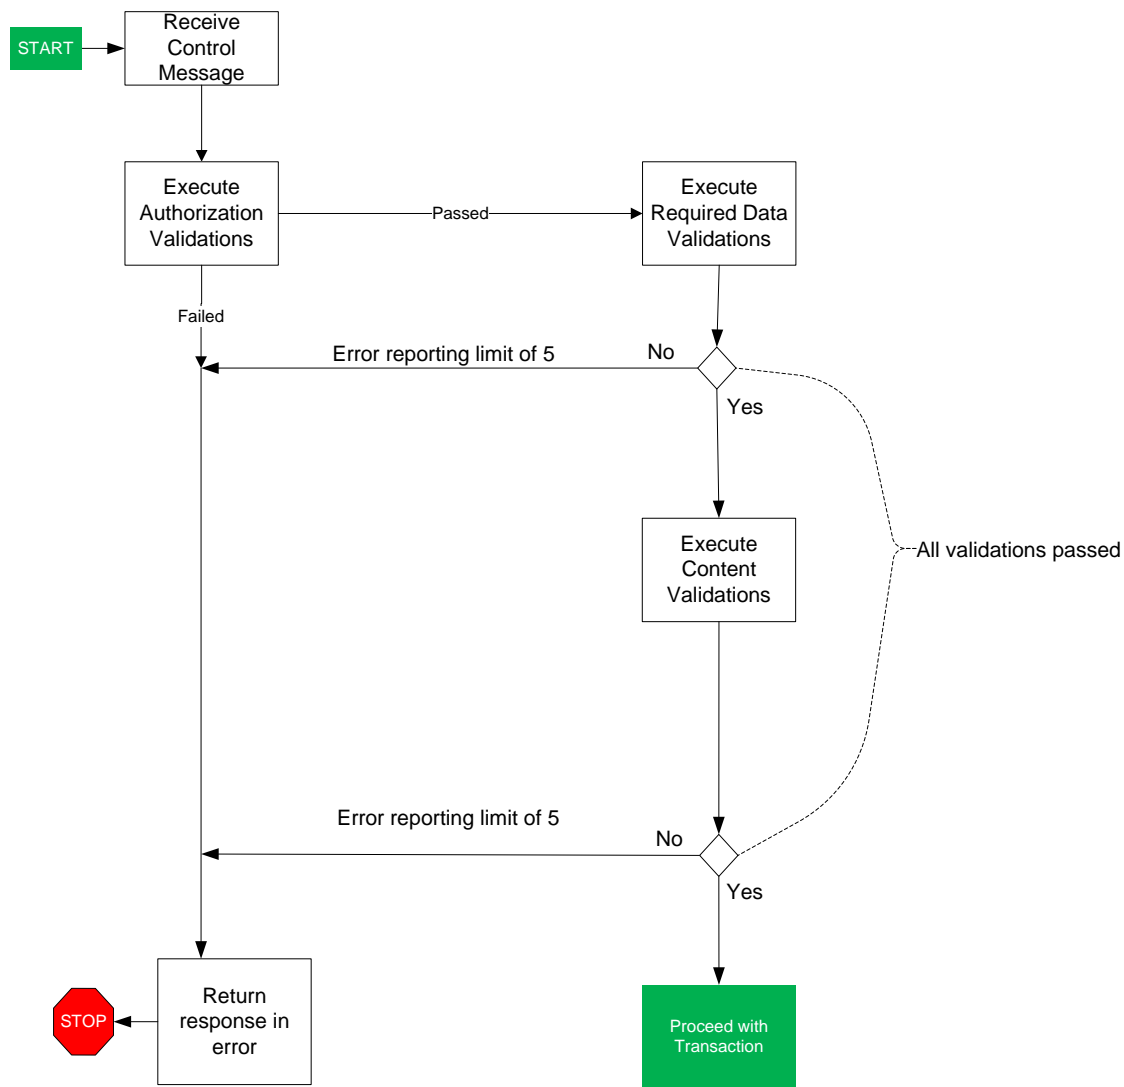 START
Receive
Control
Message
Execute
Authorization
Validations
Passed
Execute
Required Data
Validations
Failed
Error reporting limit of 5
No
Yes
Execute
Content
Validations
All validations passed
Error reporting limit of 5
No
Yes
Return
response in
error
STOP
Proceed with
Transaction